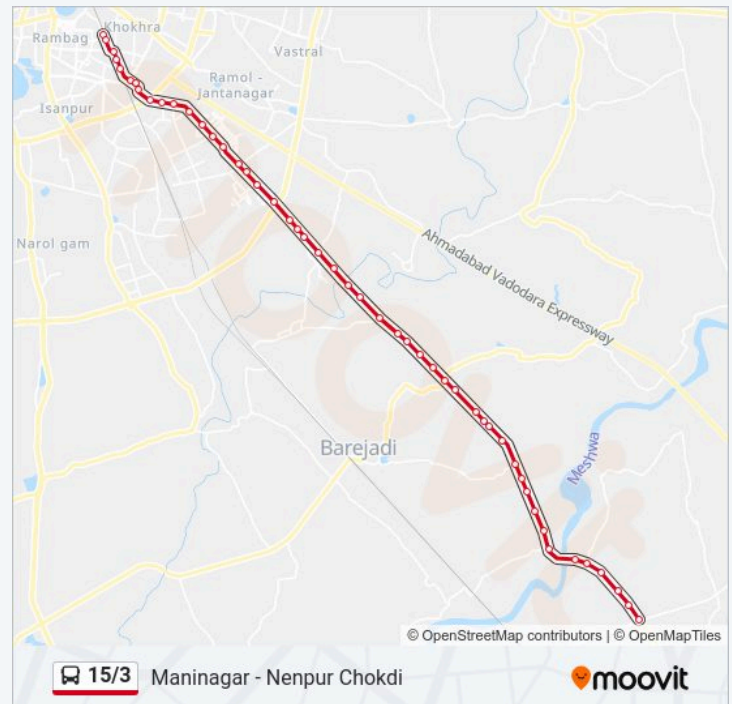 Khokhra
Rambag
Vastral
Ramol -
Jantanagar
Isanpur
Narol gam
Ahmadabad Vadodara Expressway
Barejadi
Meshwa
moovit
© OpenStreetMap contributors | © OpenMapTiles
15/3 Maninagar - Nenpur Chokdi
moovit